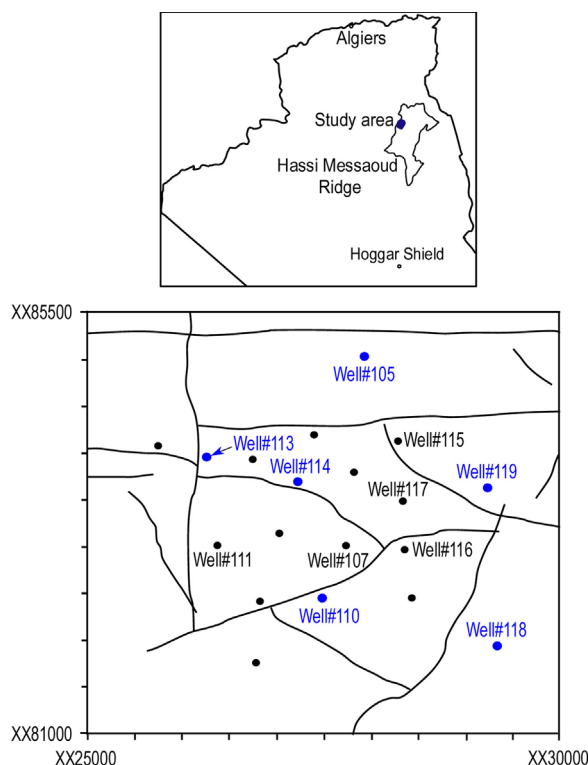 Algiers
Study area
Hassi Messaoud
Ridge
Hoggar Shield
XX85500
Well#105
Well#113
Well#115
Well#114
Well#119
Well#117
Well#111
Well#107
Well#116
Well#110
Well#118
XX81000
XX25000
XX30000